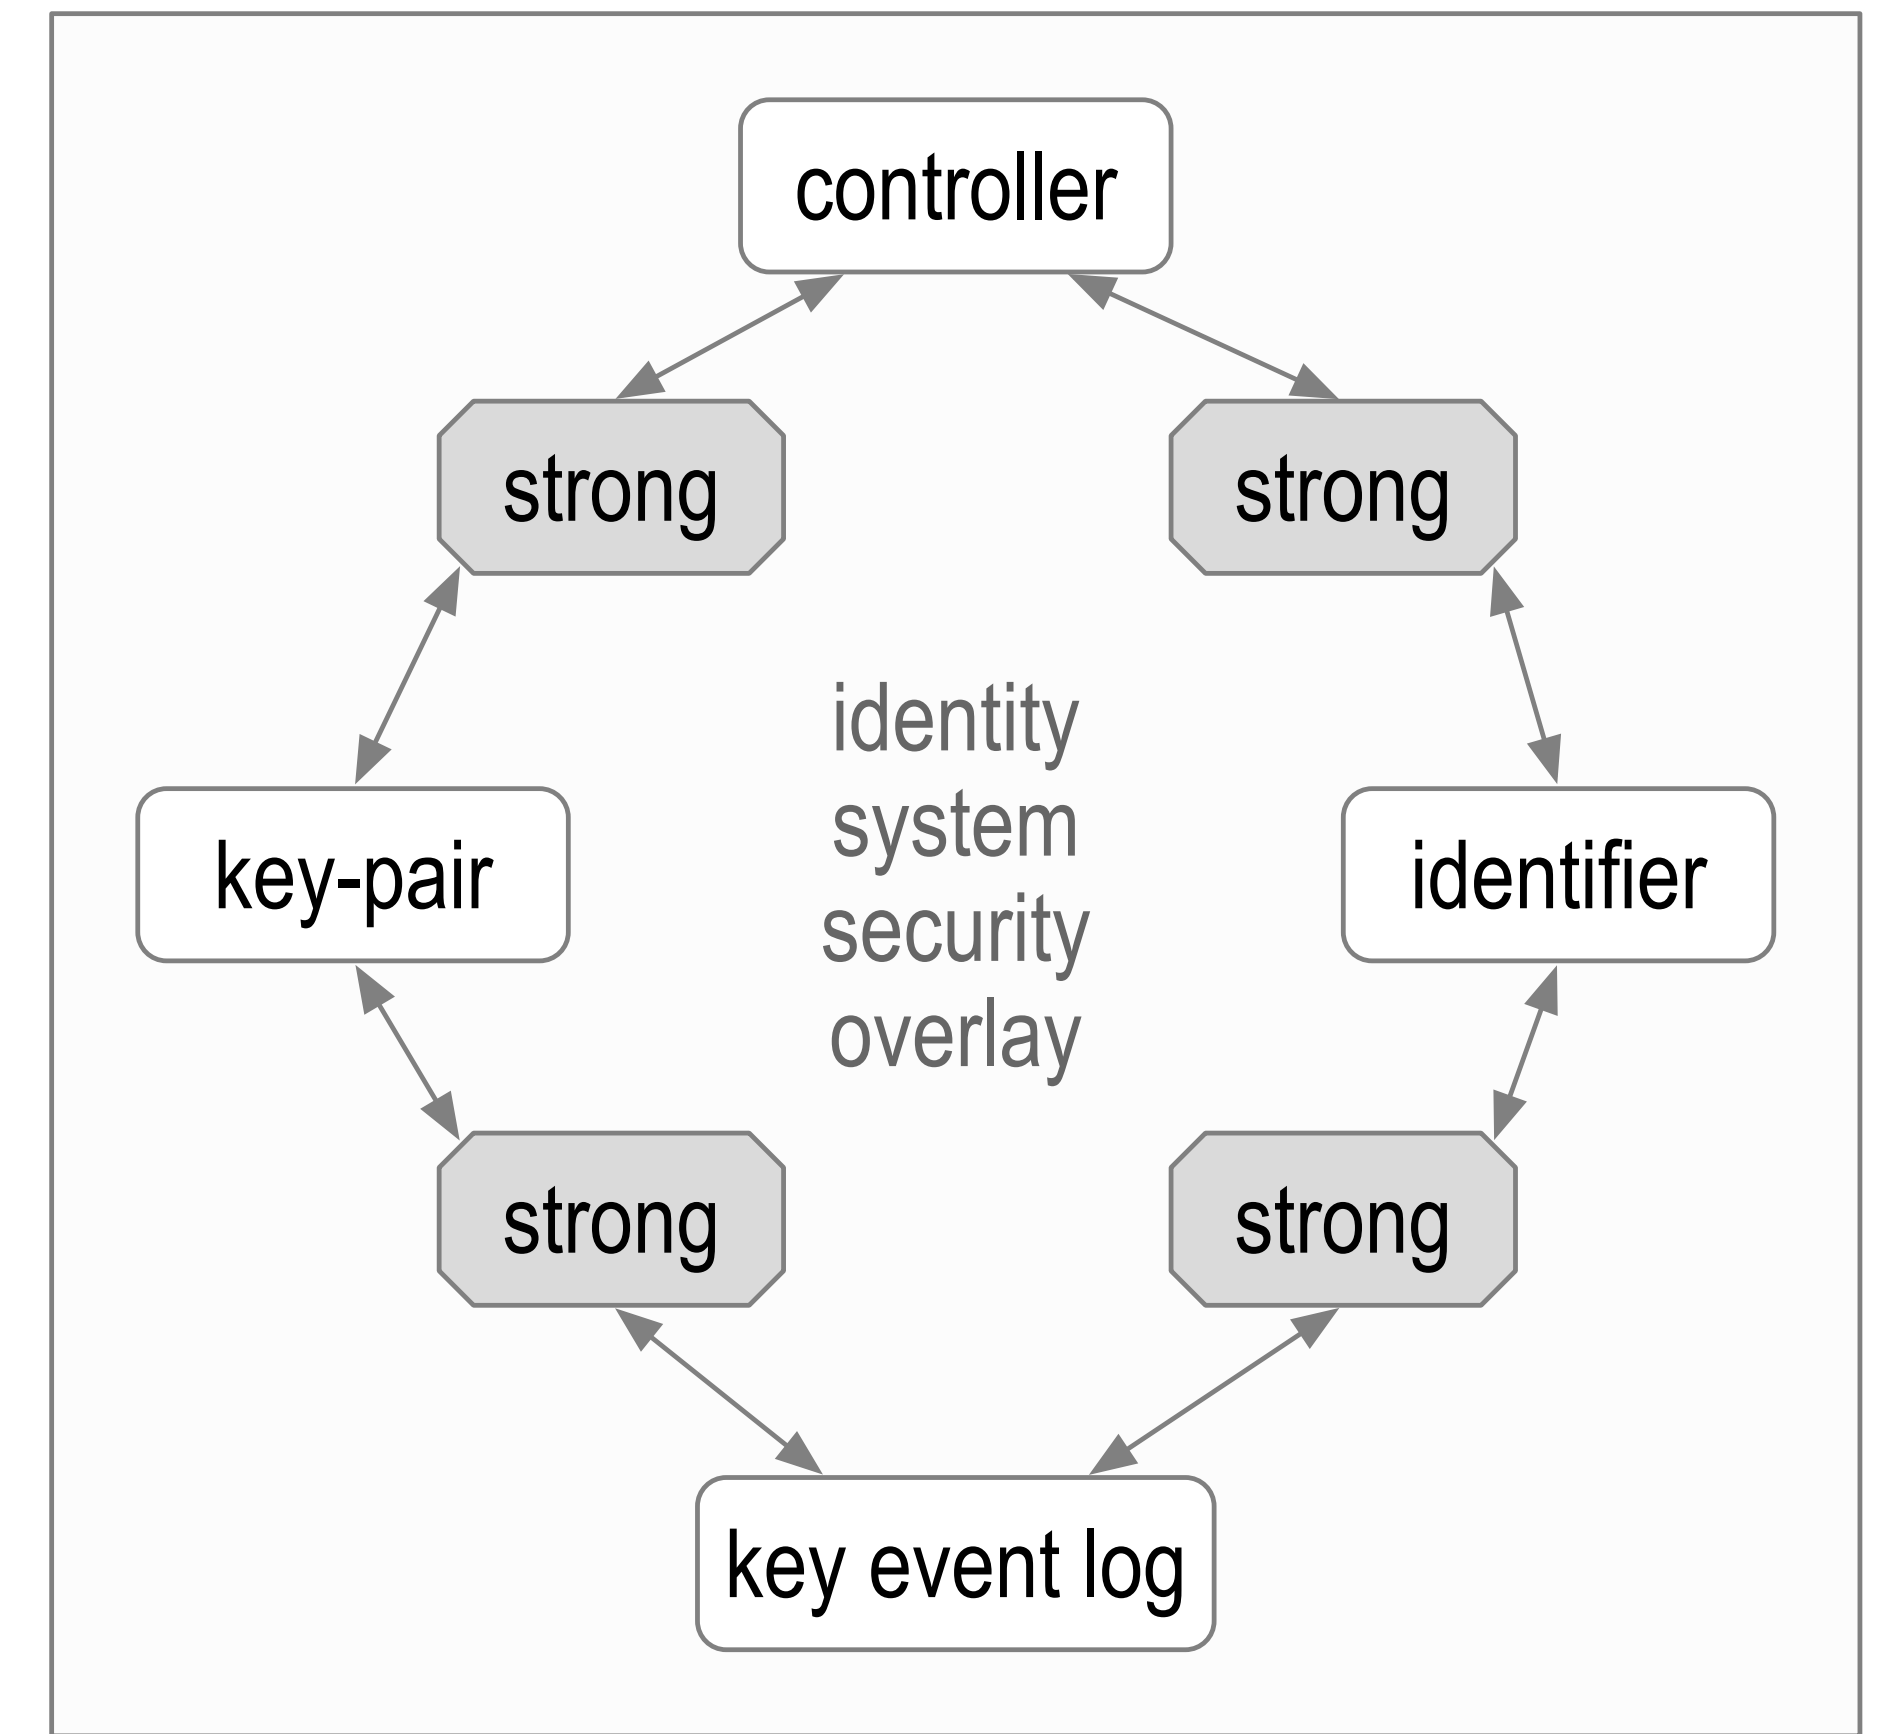 controller
strong
strong
identity
system
security
overlay
key-pair
identifier
strong
strong
key event log